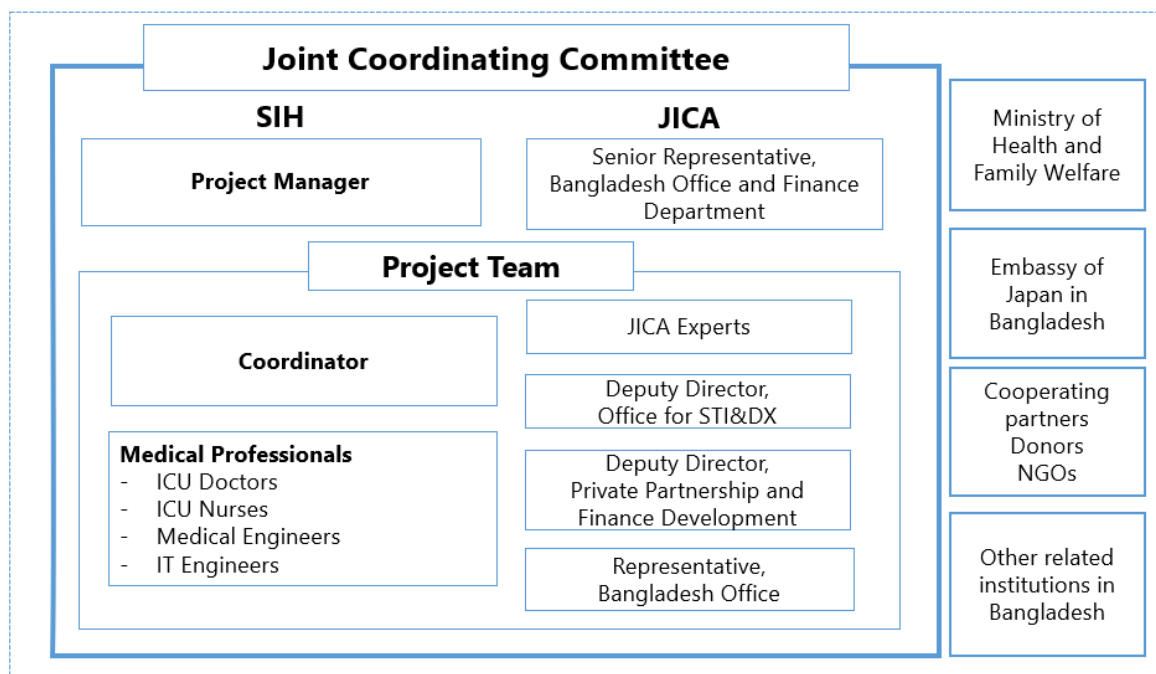 Joint Coordinating Committee
SIH
Project Manager
JICA
Senior Representative,
Bangladesh Office and Finance
Department
Project Team
Coordinator
Medical Professionals
- ICU Doctors
- ICU Nurses
- Medical Engineers
- IT Engineers
JICA Experts
Deputy Director,
Office for STI&DX
Deputy Director,
Private Partnership and
Finance Development
Representative,
Bangladesh Office
Ministry of
Health and
Family Welfare
Embassy of
Japan in
Bangladesh
Cooperating
partners
Donors
NGOs
Other related
institutions in
Bangladesh